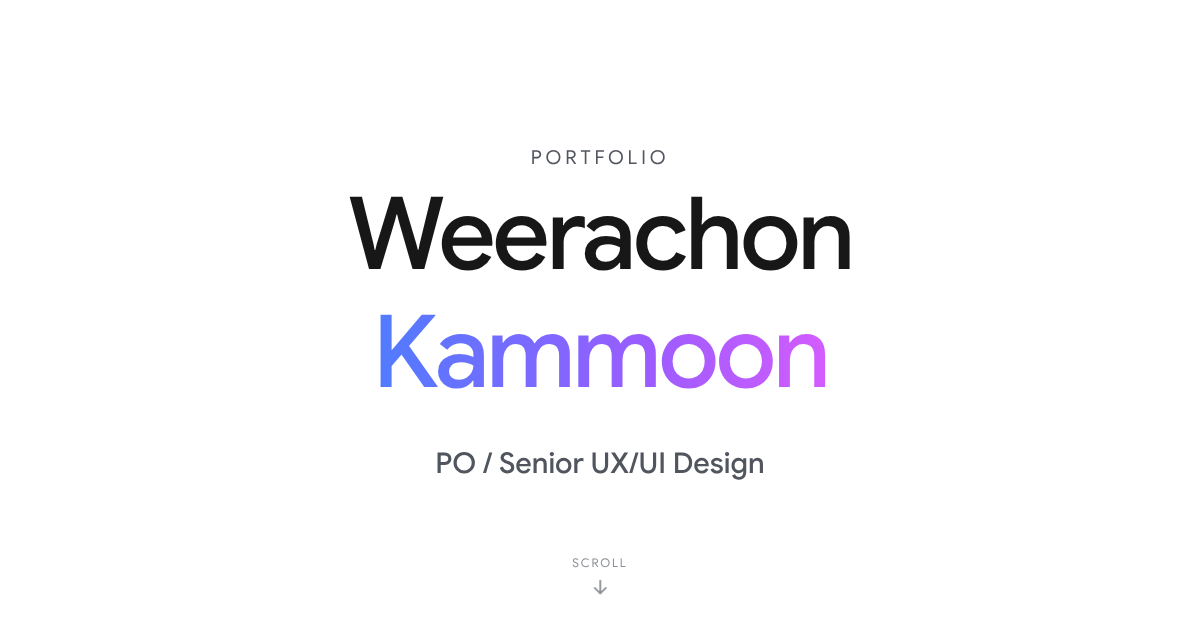 PORTFOLIO
Weerachon
Kammoon
PO / Senior UX/UI Design
SCROLL